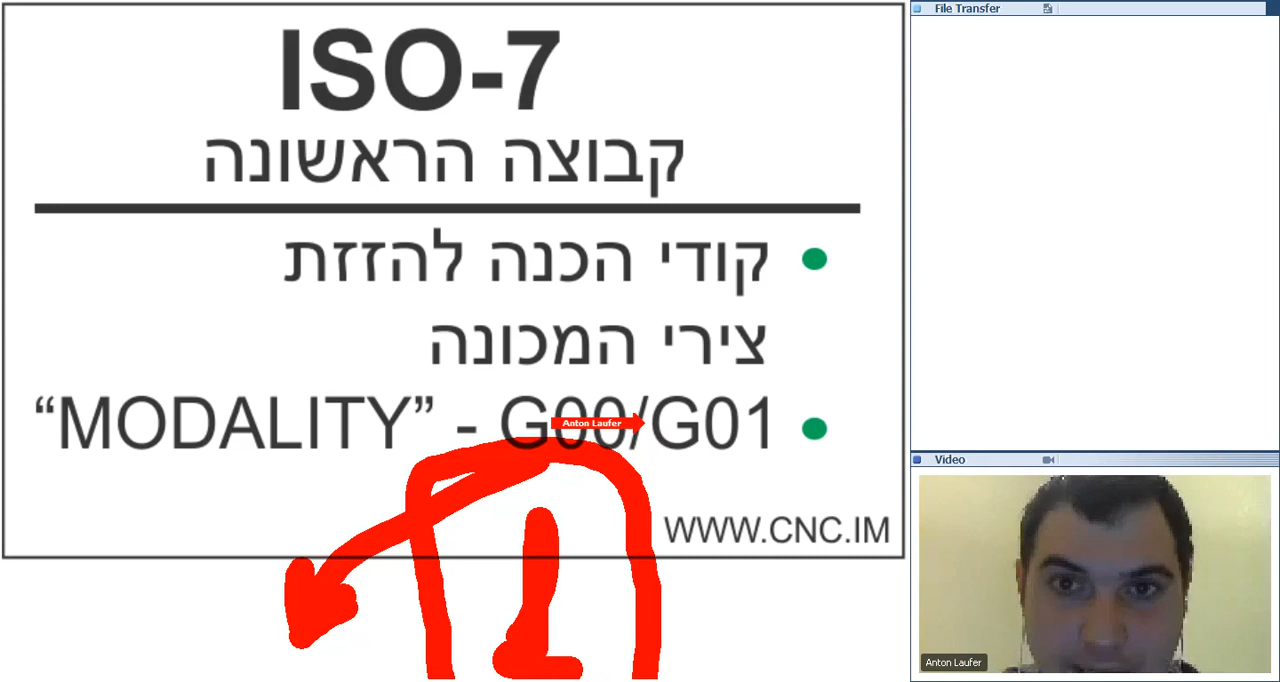 ISO-7
קבוצה הראשונה
קודי הכנה להזזת
צירי המכונה
“MODALITY” - G00/G01
Anton Laufer
WWW.CNC.IM
File Transfer
Video
Anton Laufer